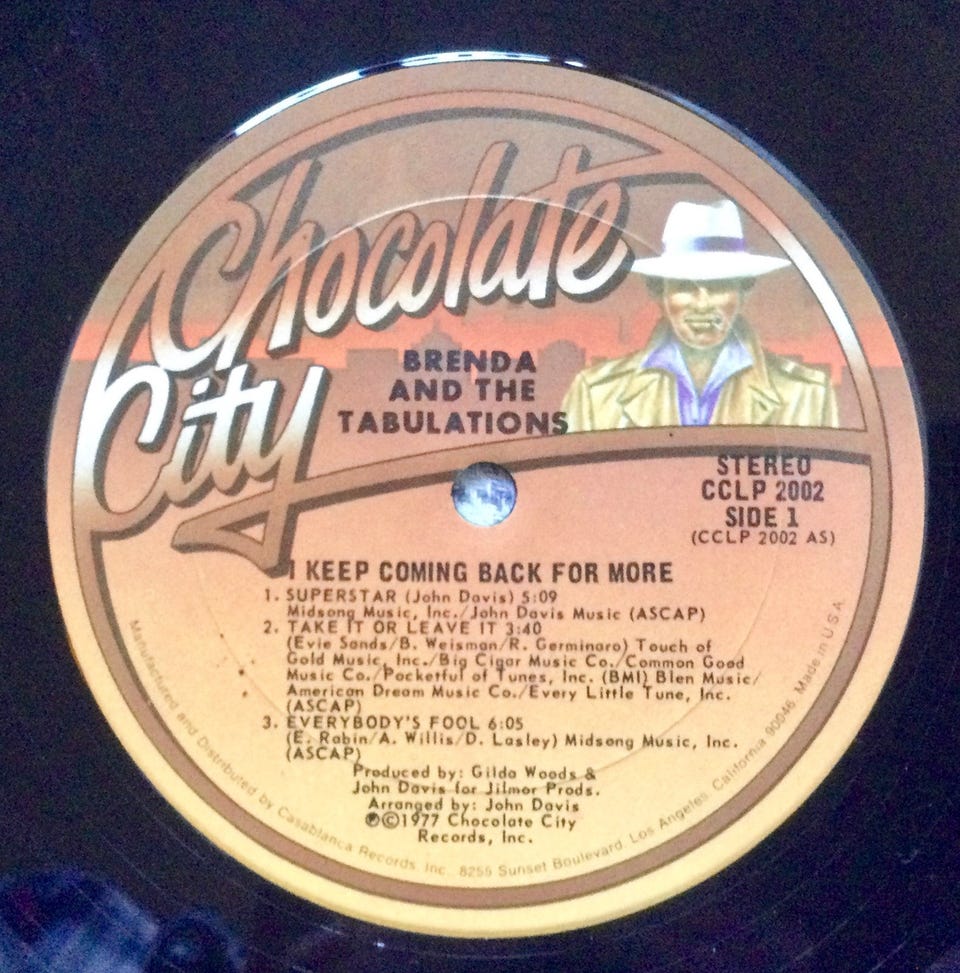 Chocolate
City
BRENDA
AND THE
TABULATIONS
STEREO
CCLP 2002
SIDE 1
(CCLP 2002 AS)
I KEEP COMING BACK FOR MORE
1. SUPERSTAR (John Davis) 5:09
Midsong Music, Inc./John Davis Music (ASCAP)
2. TAKE IT OR LEAVE IT 3:40
(Evie Sands/B. Weisman/R. Germinaro) Touch of
Gold Music, Inc./Big Cigar Music Co./Common Good
Music Co./Pocketful of Tunes, Inc. (BMI) Blen Music/
American Dream Music Co./Every Little Tune, Inc.
(ASCAP)
3. EVERYBODY'S FOOL 6:05
(E. Rabin/A. Willis/D. Lasley) Midsong Music, Inc.
(ASCAP)
Produced by: Gilda Woods &
John Davis for Jilmor Prods.
Arranged by: John Davis
℗©1977 Chocolate City
Records, Inc.
Manufactured and Distributed by Casablanca Records, Inc., 8255 Sunset Boulevard, Los Angeles, California 90046. Made in U.S.A.